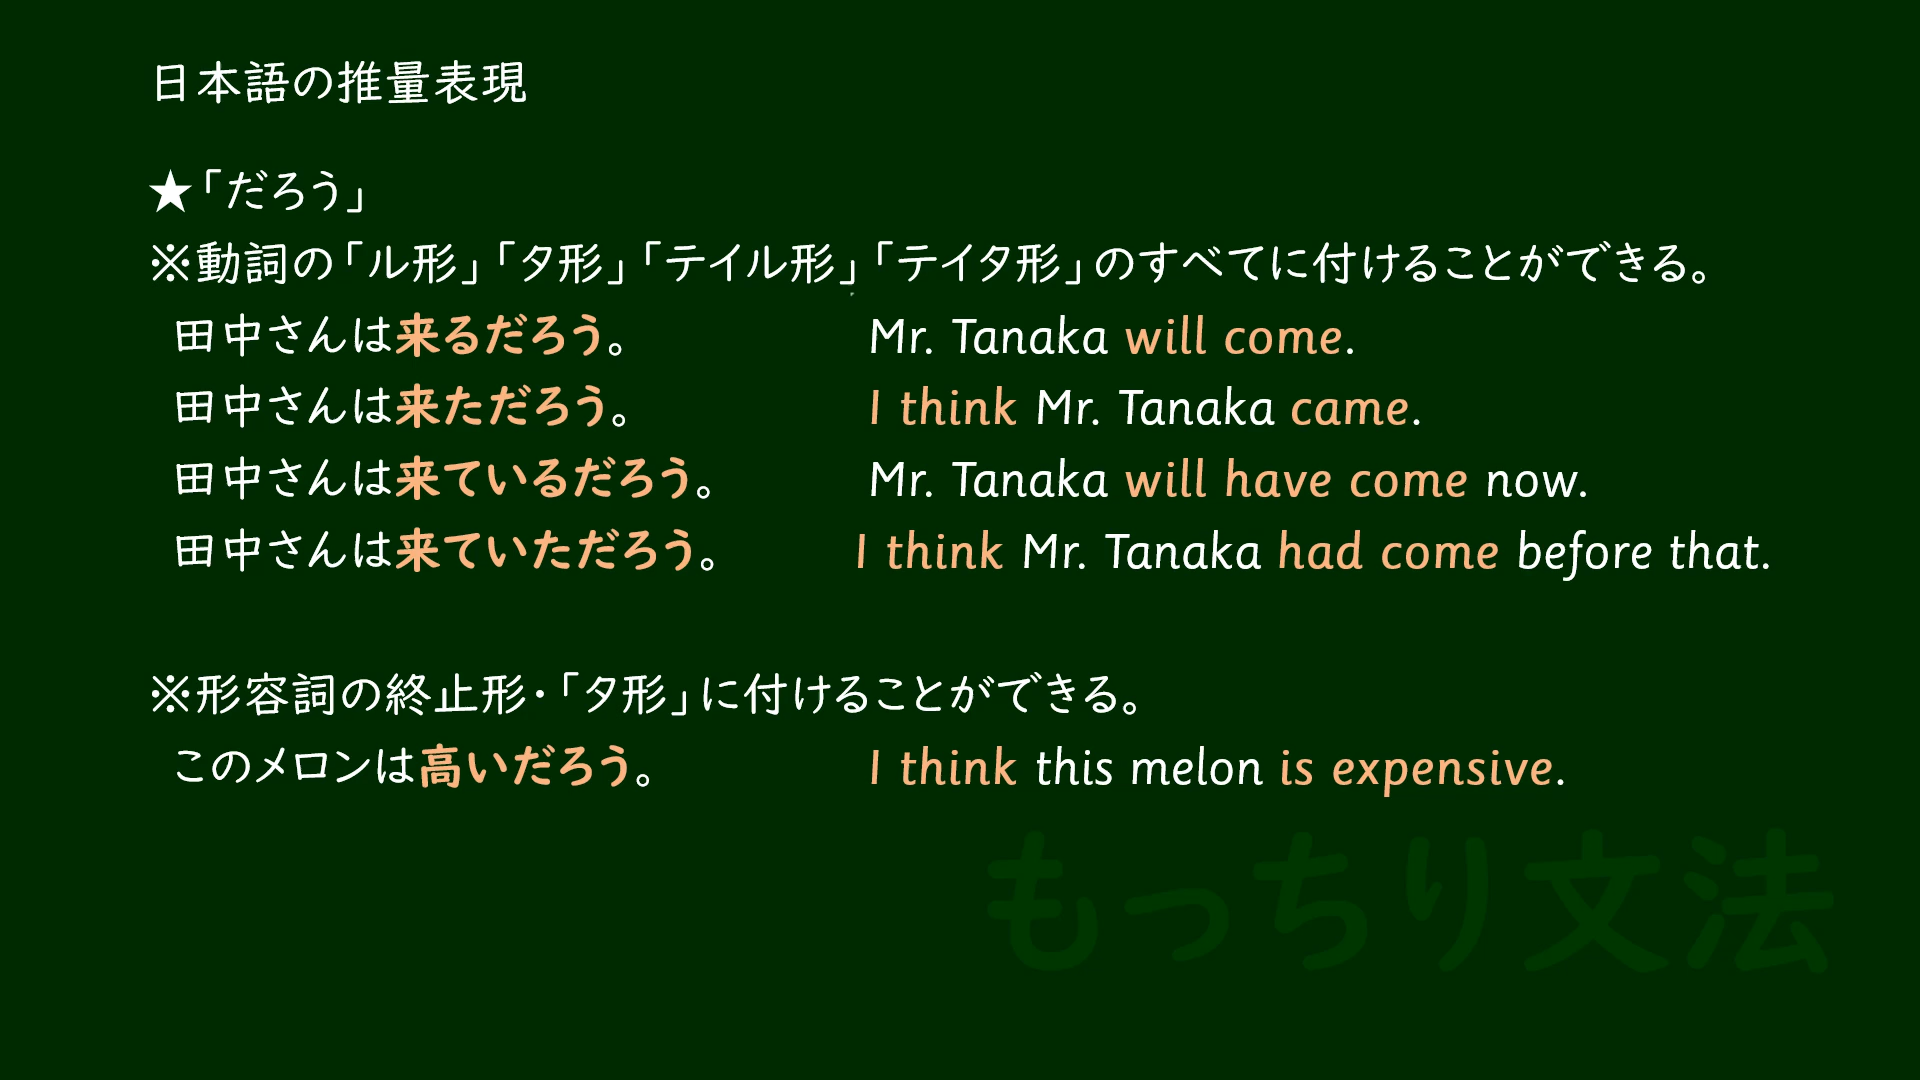 日本語の推量表現
★「だろう」
※動詞の「ル形」「タ形」「テイル形」「テイタ形」のすべてに付けることができる。
田中さんは来るだろう。 Mr. Tanaka will come.
田中さんは来ただろう。 I think Mr. Tanaka came.
田中さんは来ているだろう。 Mr. Tanaka will have come now.
田中さんは来ていただろう。 I think Mr. Tanaka had come before that.
※形容詞の終止形・「タ形」に付けることができる。
このメロンは高いだろう。 I think this melon is expensive.
もっちり文法